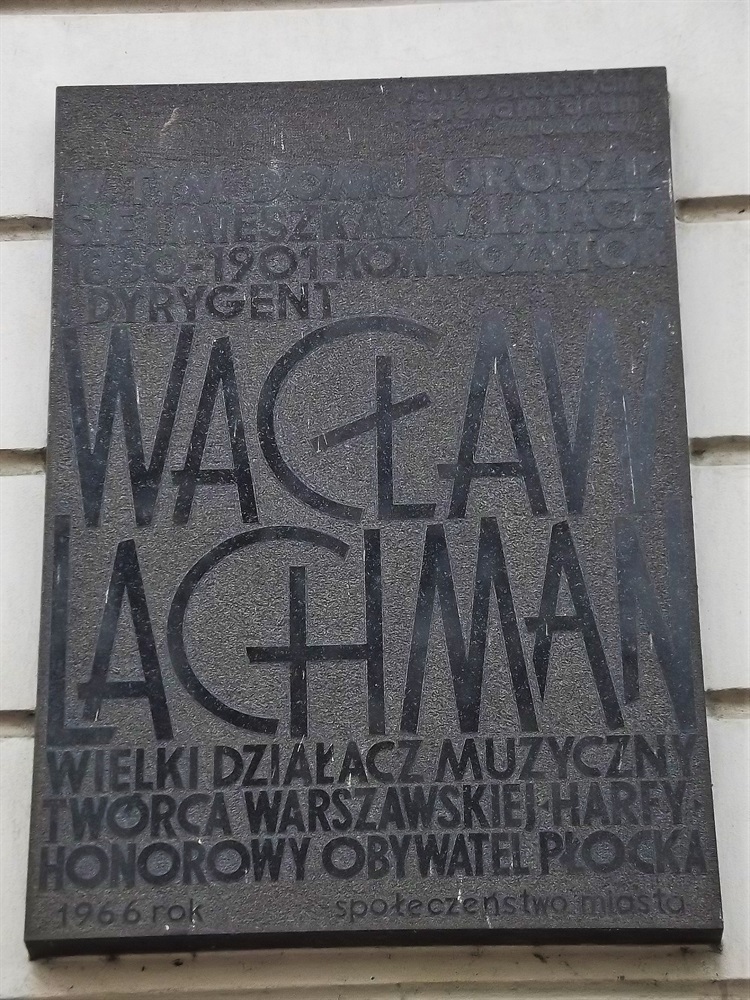 W TYM DOMU URODZIŁ
SIĘ I MIESZKAŁ W LATACH
1880-1901 KOMPOZYTOR
I DYRYGENT
WACŁAW
LACHMAN
WIELKI DZIAŁACZ MUZYCZNY
TWÓRCA WARSZAWSKIEJ·HARFY·
HONOROWY OBYWATEL PŁOCKA
1966 rok -społeczeństwo miasta